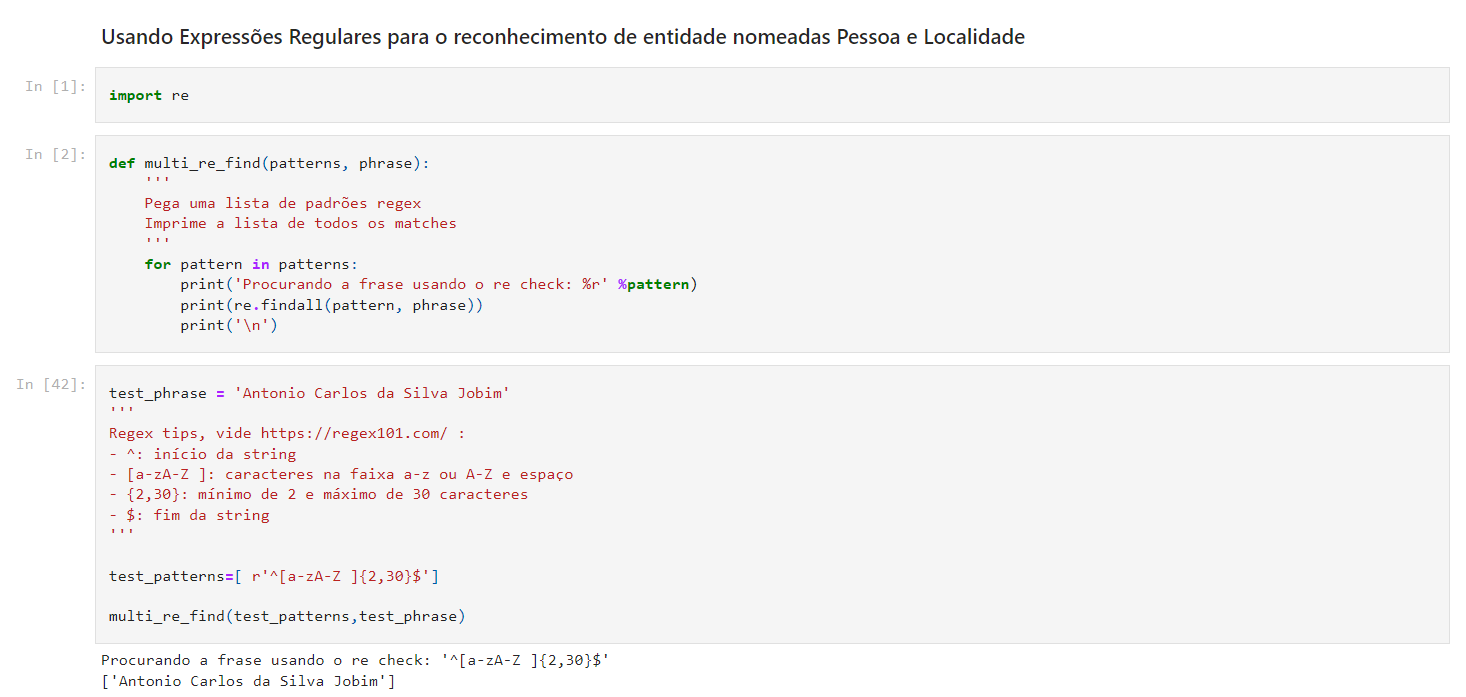 Usando Expressões Regulares para o reconhecimento de entidade nomeadas Pessoa e Localidade
In [1]:
import re
In [2]:
def multi_re_find(patterns, phrase):
    '''
    Pega uma lista de padrões regex
    Imprime a lista de todos os matches
    '''
    for pattern in patterns:
        print('Procurando a frase usando o re check: %r' %pattern)
        print(re.findall(pattern, phrase))
        print('\n')
In [42]:
test_phrase = 'Antonio Carlos da Silva Jobim'
'''
Regex tips, vide https://regex101.com/ :
- ^: início da string
- [a-zA-Z ]: caracteres na faixa a-z ou A-Z e espaço
- {2,30}: mínimo de 2 e máximo de 30 caracteres
- $: fim da string
'''
test_patterns=[ r'^[a-zA-Z ]{2,30}$']
multi_re_find(test_patterns,test_phrase)
Procurando a frase usando o re check: '^[a-zA-Z ]{2,30}$'
['Antonio Carlos da Silva Jobim']